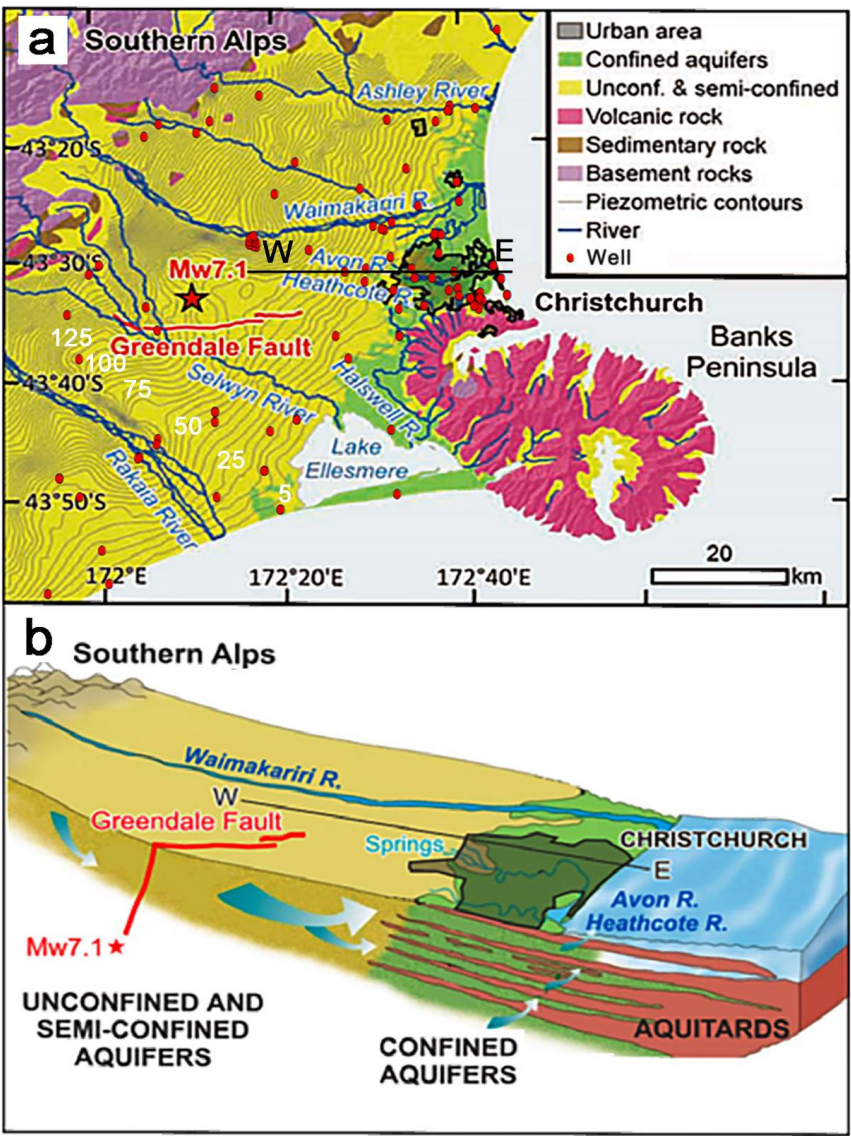 a
Southern Alps
Ashley River
43°20'S
Waimakariri R.
W
E
Avon R.
43°30'S
Mw7.1
Heathcote R.
Christchurch
Greendale Fault
125
100
75
50
25
5
43°40'S
Selwyn River
Halswell R.
Banks
Peninsula
Lake
Ellesmere
Rakaia River
43°50'S
172°E
172°20'E
172°40'E
20
km
Urban area
Confined aquifers
Unconf. & semi-confined
Volcanic rock
Sedimentary rock
Basement rocks
Piezometric contours
River
Well
b
Southern Alps
Waimakariri R.
W
Greendale Fault
Springs
CHRISTCHURCH
E
Avon R.
Heathcote R.
Mw7.1
UNCONFINED AND
SEMI-CONFINED
AQUIFERS
CONFINED
AQUIFERS
AQUITARDS